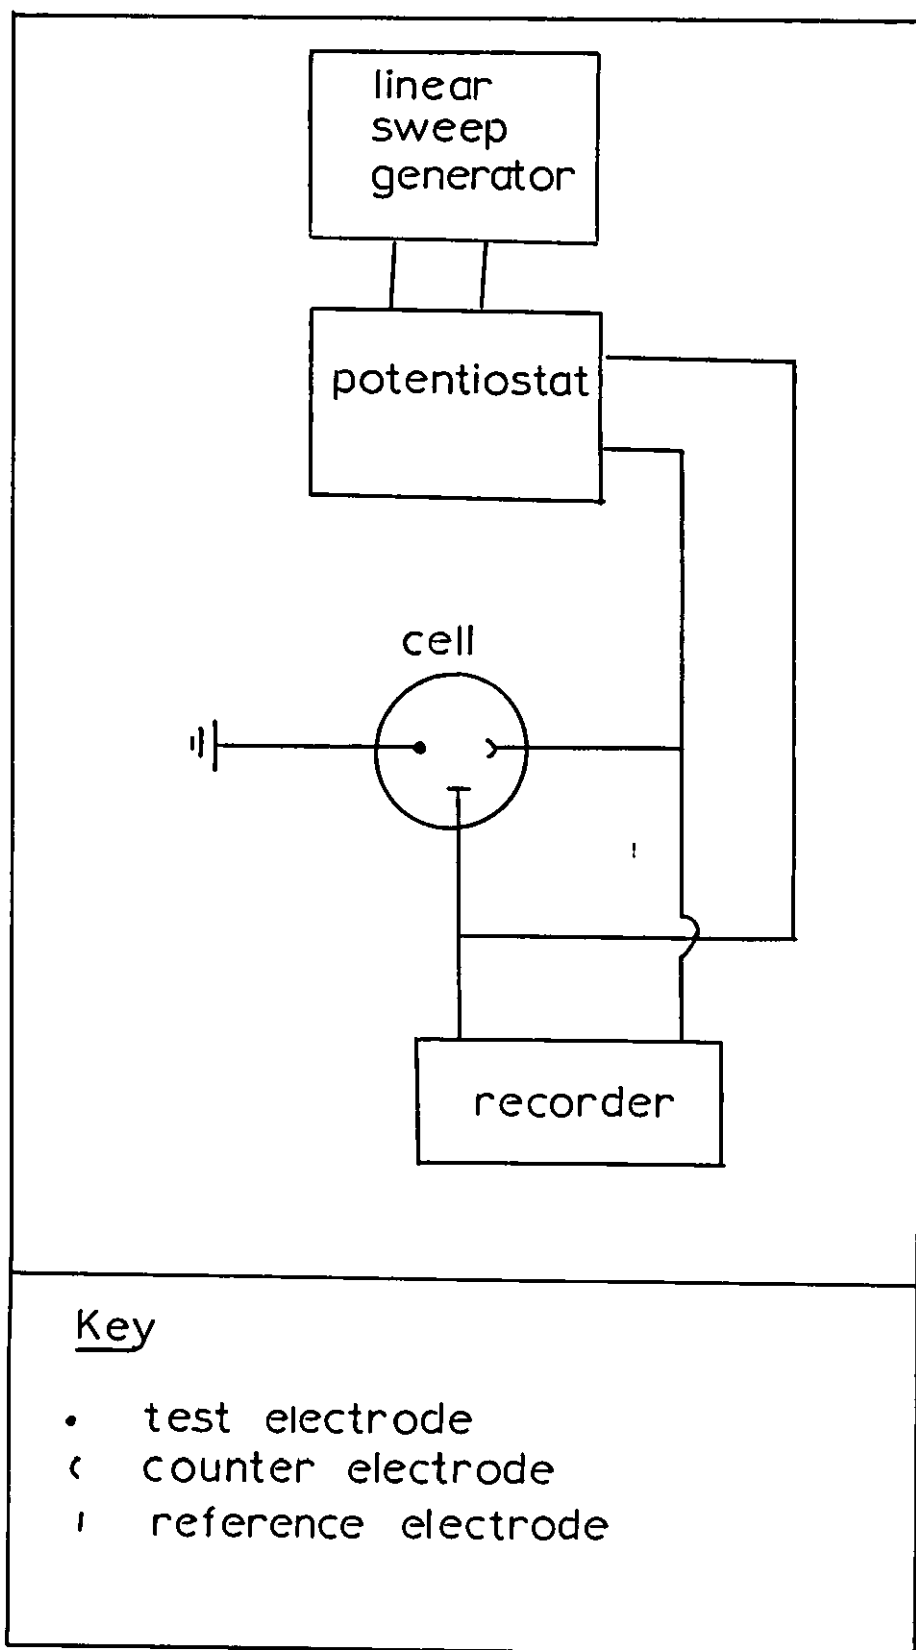 linear
sweep
generator
potentiostat
cell
recorder
Key
test electrode
counter electrode
reference electrode